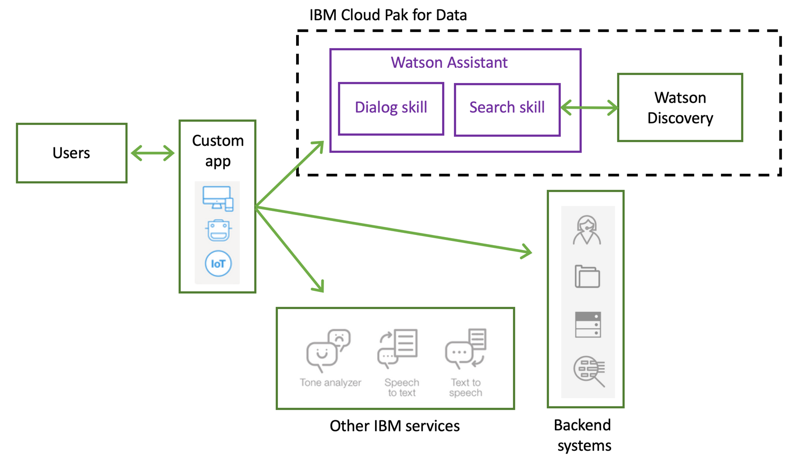 IBM Cloud Pak for Data
Watson Assistant
Dialog skill
Search skill
Watson
Discovery
Users
Custom
app
IoT
Tone analyzer
Speech
to text
Text to
speech
Other IBM services
Backend
systems